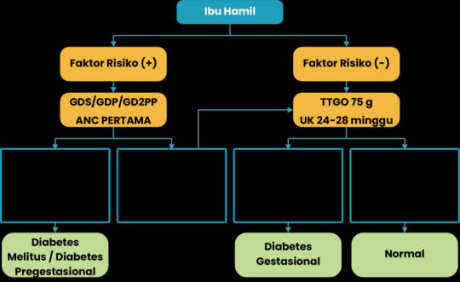 Ibu Hamil
Faktor Risiko (+)
Faktor Risiko (-)
GDS/GDP/GD2PP
ANC PERTAMA
TTGO 75 g
UK 24-28 minggu
Diabetes
Melitus / Diabetes
Pregestasional
Diabetes
Gestasional
Normal